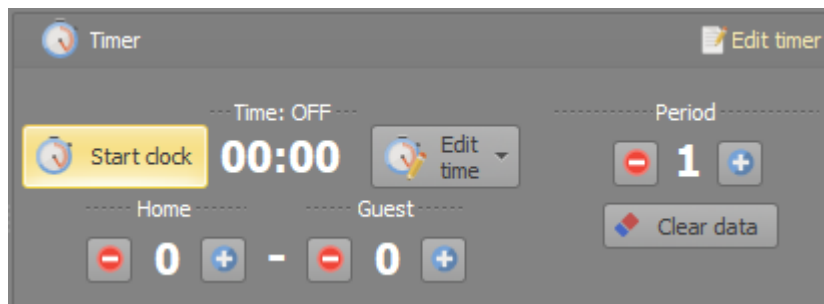 Timer
Edit timer
Time: OFF
Period
Start clock
00:00
Edit
time
1
Home
Guest
Clear data
0
-
0